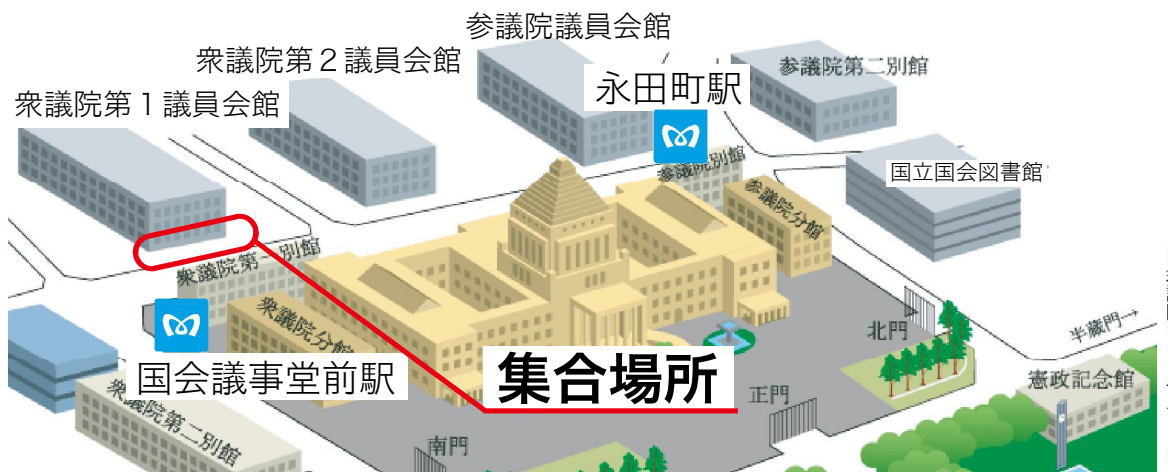 参議院議員会館
衆議院第２議員会館
参議院第二別館
衆議院第１議員会館
永田町駅
国立国会図書館
参議院別館
参議院分館
衆議院第一別館
衆議院分館
北門
半蔵門→
国会議事堂前駅
集合場所
憲政記念館
正門
衆議院第二別館
南門